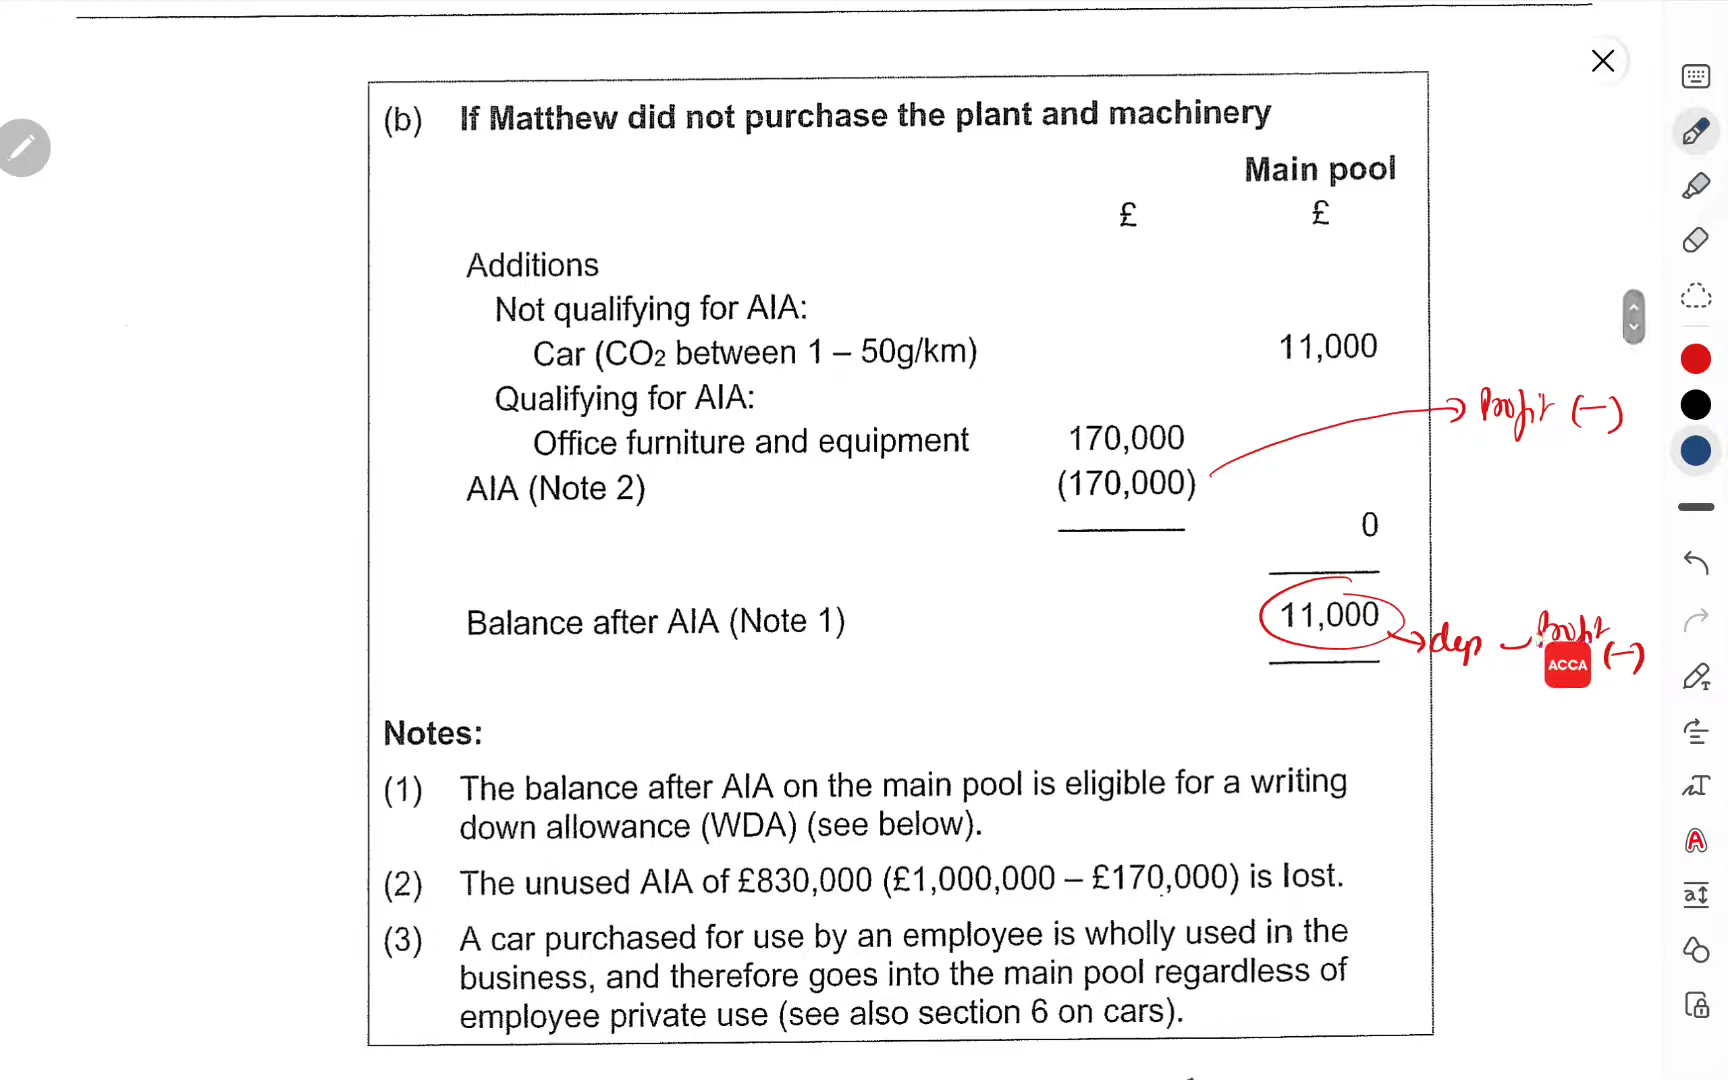 (b) If Matthew did not purchase the plant and machinery
Main pool
£ £
Additions
Not qualifying for AIA:
Car (CO2 between 1 – 50g/km) 11,000
Qualifying for AIA:
Office furniture and equipment 170,000
AIA (Note 2) (170,000)
Profit (−)
0
Balance after AIA (Note 1) 11,000
dep Profit (−)
ACCA
Notes:
(1) The balance after AIA on the main pool is eligible for a writing
down allowance (WDA) (see below).
(2) The unused AIA of £830,000 (£1,000,000 – £170,000) is lost.
(3) A car purchased for use by an employee is wholly used in the
business, and therefore goes into the main pool regardless of
employee private use (see also section 6 on cars).